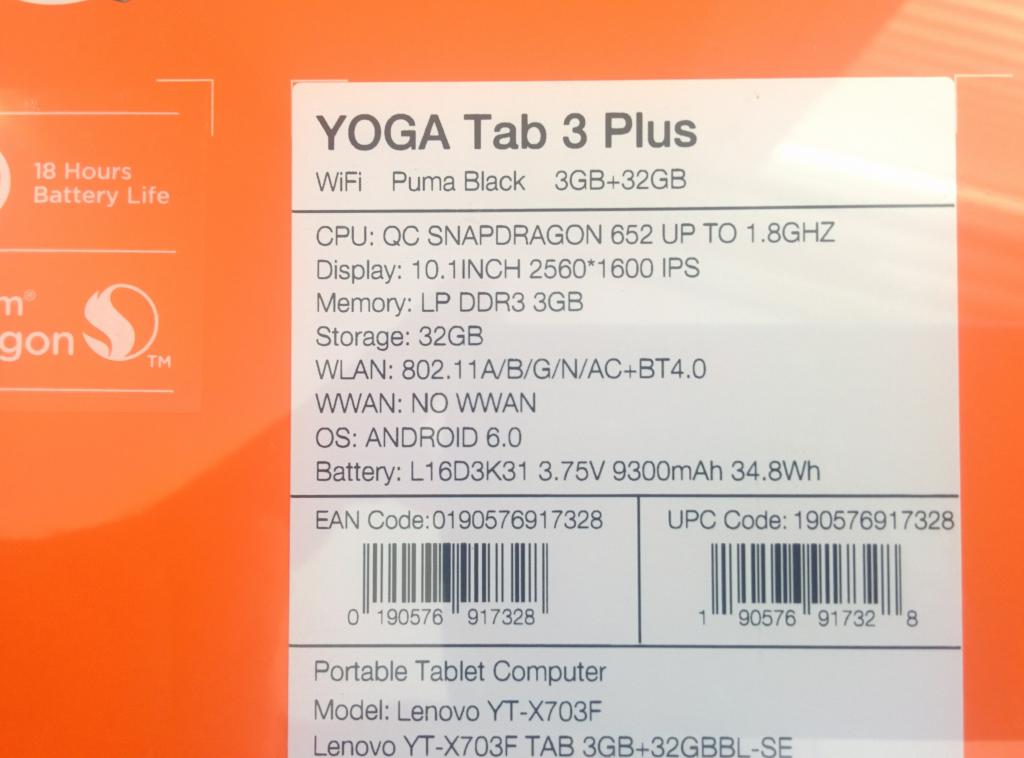 18 Hours
Battery Life
m®
gon
TM
YOGA Tab 3 Plus
WiFi Puma Black 3GB+32GB
CPU: QC SNAPDRAGON 652 UP TO 1.8GHZ
Display: 10.1INCH 2560*1600 IPS
Memory: LP DDR3 3GB
Storage: 32GB
WLAN: 802.11A/B/G/N/AC+BT4.0
WWAN: NO WWAN
OS: ANDROID 6.0
Battery: L16D3K31 3.75V 9300mAh 34.8Wh
EAN Code:0190576917328
0 190576 917328
UPC Code: 190576917328
1 90576 91732 8
Portable Tablet Computer
Model: Lenovo YT-X703F
Lenovo YT-X703F TAB 3GB+32GBBL-SE